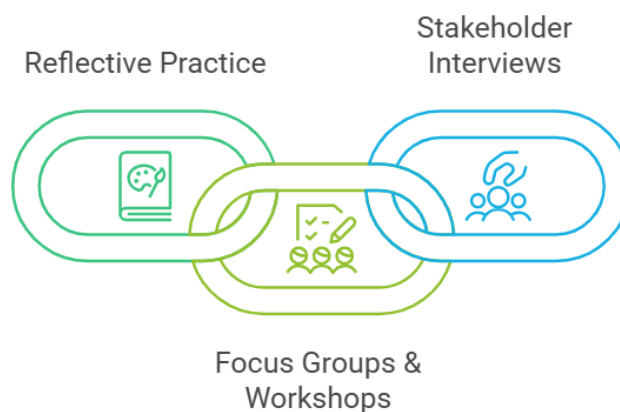 Reflective Practice
Stakeholder
Interviews
Focus Groups &
Workshops